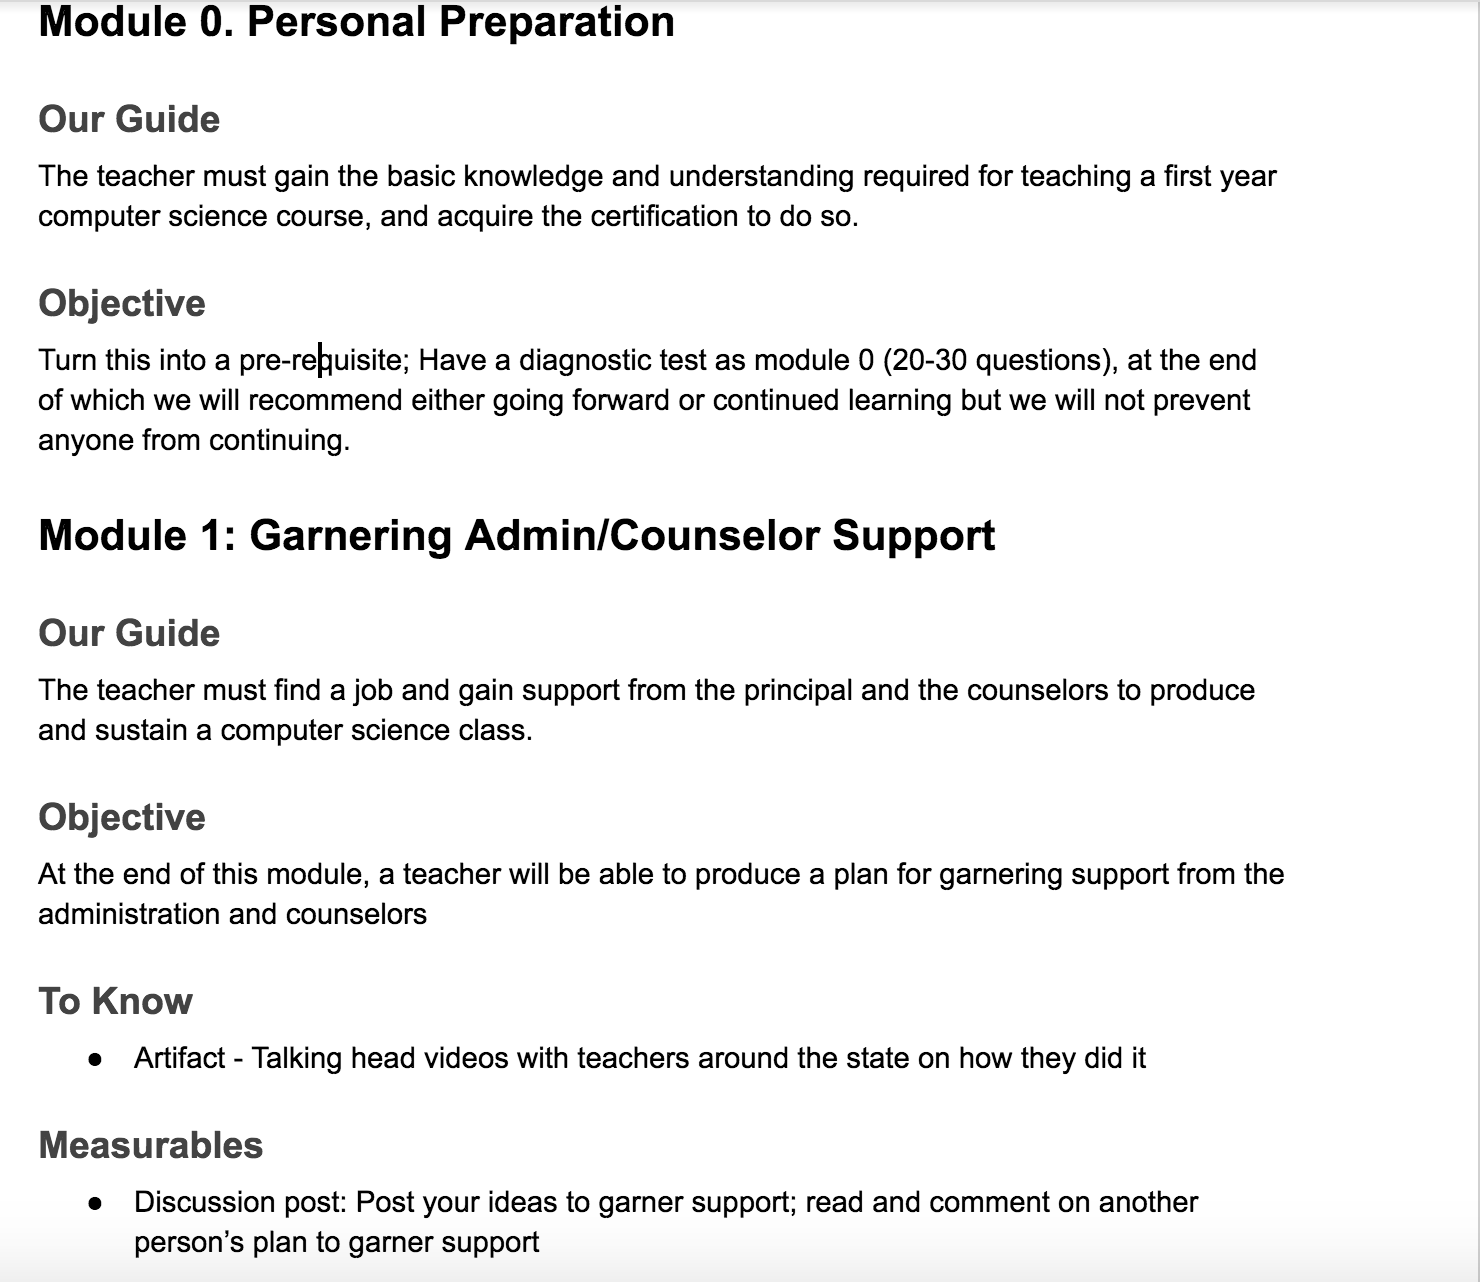 Module 0. Personal Preparation
Our Guide
The teacher must gain the basic knowledge and understanding required for teaching a first year
computer science course, and acquire the certification to do so.
Objective
Turn this into a pre-requisite; Have a diagnostic test as module 0 (20-30 questions), at the end
of which we will recommend either going forward or continued learning but we will not prevent
anyone from continuing.
Module 1: Garnering Admin/Counselor Support
Our Guide
The teacher must find a job and gain support from the principal and the counselors to produce
and sustain a computer science class.
Objective
At the end of this module, a teacher will be able to produce a plan for garnering support from the
administration and counselors
To Know
● Artifact - Talking head videos with teachers around the state on how they did it
Measurables
● Discussion post: Post your ideas to garner support; read and comment on another
person’s plan to garner support